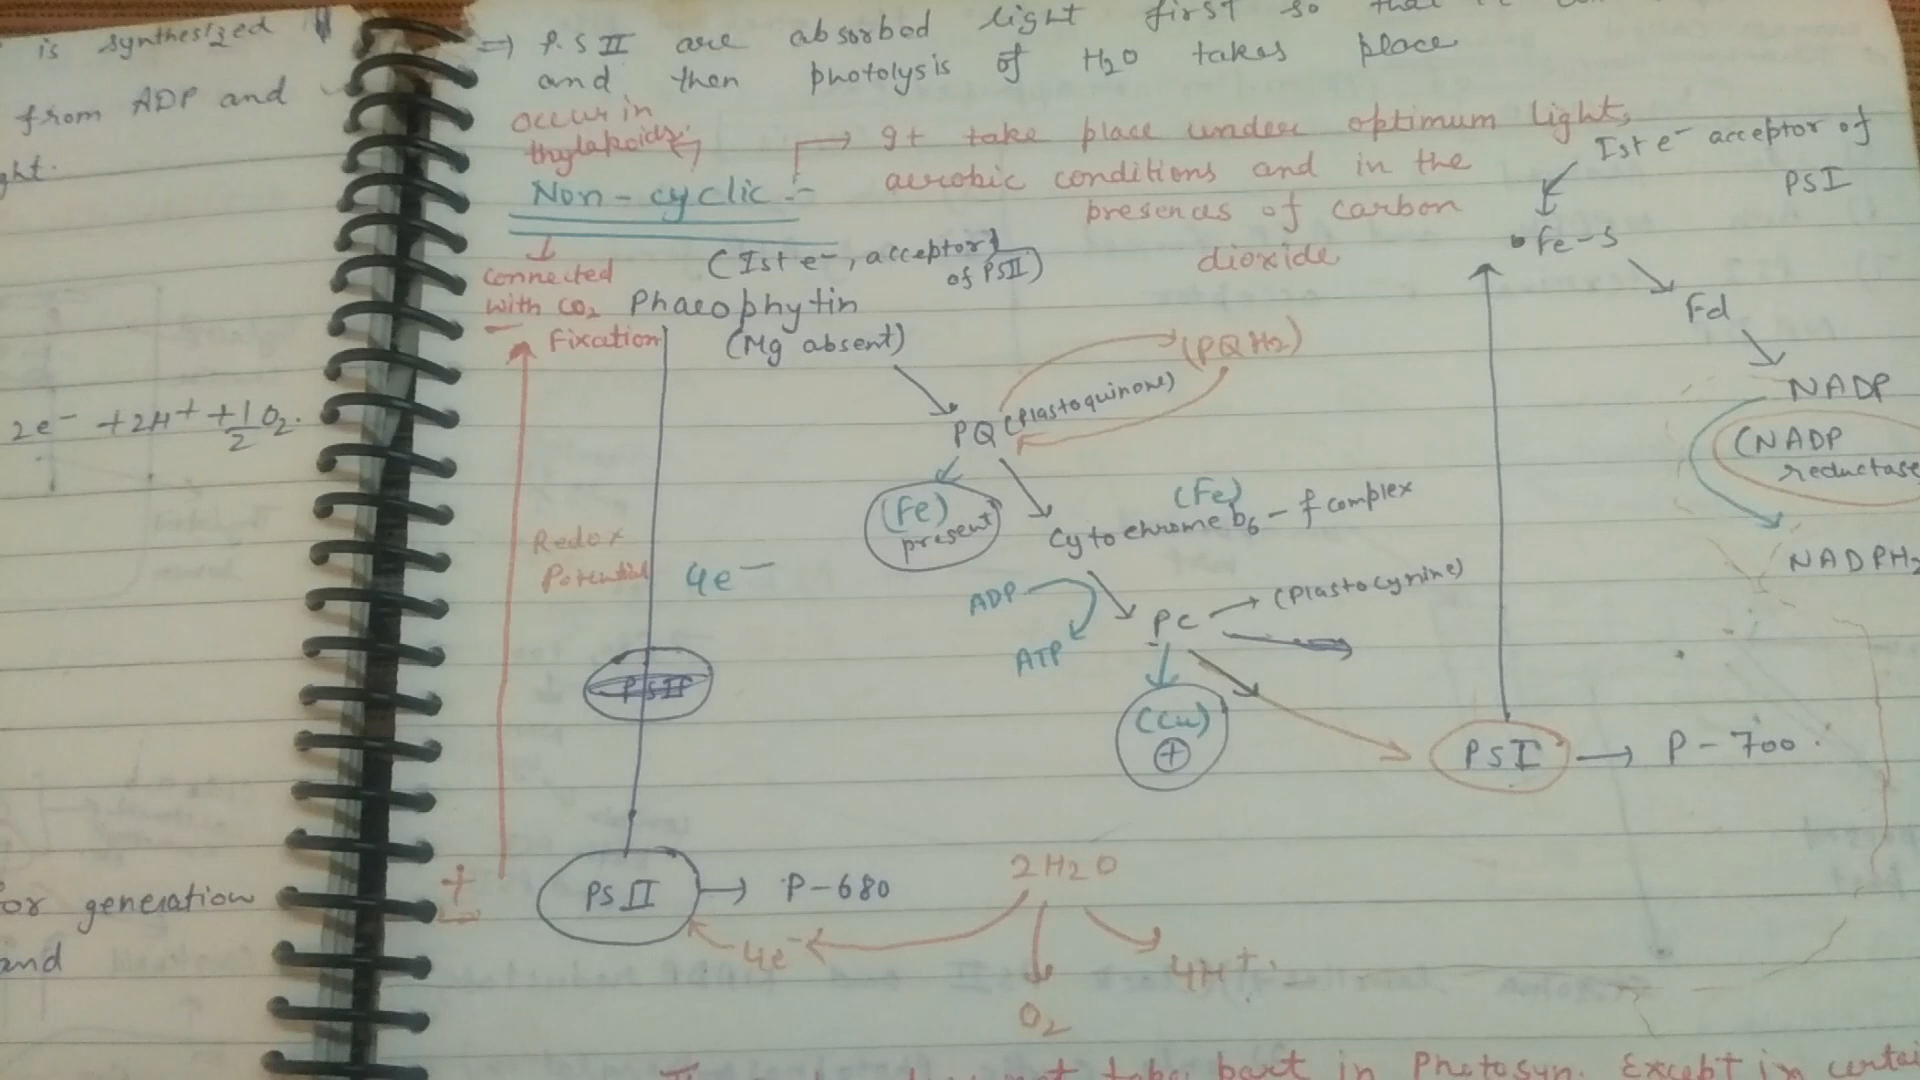 is synthesized
from ADP and
ght.
2e⁻ + 2H⁺ + 1/2 O₂.
or generation
and
⇒ P.S II are absorbed light first so that
and then photolysis of H₂O takes place
occur in
thylakoids
Non-cyclic :-
→ 9t take place under optimum light,
aerobic conditions and in the
presences of carbon
dioxide
Connected
with CO₂
Fixation
(Ist e⁻, acceptor
of PSII)
Phaeophytin
(Mg absent)
PQ (Plastoquinone)
(PQH₂)
(Fe)
present
(Fe)
Cytochrome b₆-f complex
ADP
ATP
PC → (Plastocynine)
(Cu)
+
Redox
Potential
4e⁻
PSII
+
PS II → P-680
2H₂O
4e⁻
4H⁺
O₂
Ist e⁻ acceptor of
PSI
Fe-S
Fd
NADP
(NADP
reductase
NADPH₂
PSI → P-700.
take part in Photosyn. Except in certai